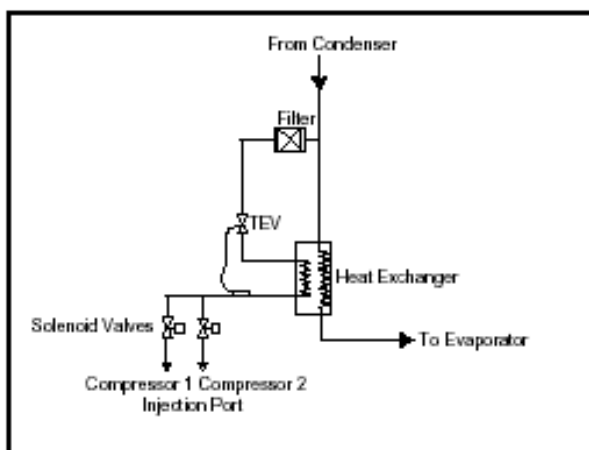 From Condenser
Filter
TEV
Heat Exchanger
Solenoid Valves
To Evaporator
Compressor 1 Compressor 2
Injection Port